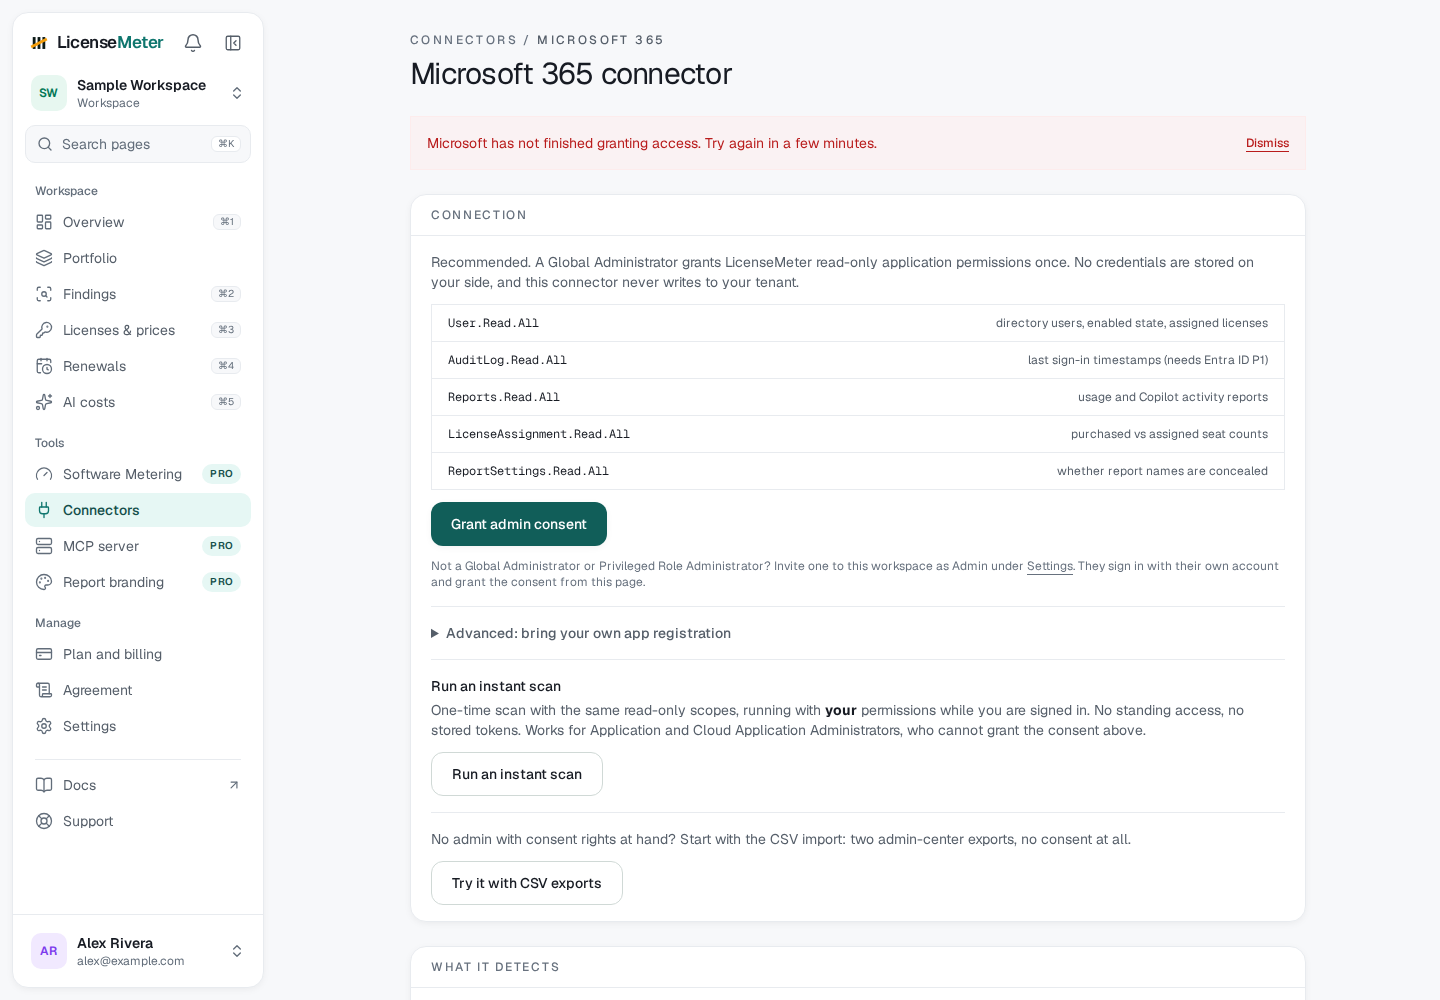 LicenseMeter
SW
Sample Workspace
Workspace
Search pages
⌘K
Workspace
Overview
⌘1
Portfolio
Findings
⌘2
Licenses & prices
⌘3
Renewals
⌘4
AI costs
⌘5
Tools
Software Metering
PRO
Connectors
MCP server
PRO
Report branding
PRO
Manage
Plan and billing
Agreement
Settings
Docs
Support
AR
Alex Rivera
alex@example.com
CONNECTORS / MICROSOFT 365
Microsoft 365 connector
Microsoft has not finished granting access. Try again in a few minutes.
Dismiss
CONNECTION
Recommended. A Global Administrator grants LicenseMeter read-only application permissions once. No credentials are stored on
your side, and this connector never writes to your tenant.
User.Read.All
directory users, enabled state, assigned licenses
AuditLog.Read.All
last sign-in timestamps (needs Entra ID P1)
Reports.Read.All
usage and Copilot activity reports
LicenseAssignment.Read.All
purchased vs assigned seat counts
ReportSettings.Read.All
whether report names are concealed
Grant admin consent
Not a Global Administrator or Privileged Role Administrator? Invite one to this workspace as Admin under Settings. They sign in with their own account
and grant the consent from this page.
Advanced: bring your own app registration
Run an instant scan
One-time scan with the same read-only scopes, running with your permissions while you are signed in. No standing access, no
stored tokens. Works for Application and Cloud Application Administrators, who cannot grant the consent above.
Run an instant scan
No admin with consent rights at hand? Start with the CSV import: two admin-center exports, no consent at all.
Try it with CSV exports
WHAT IT DETECTS